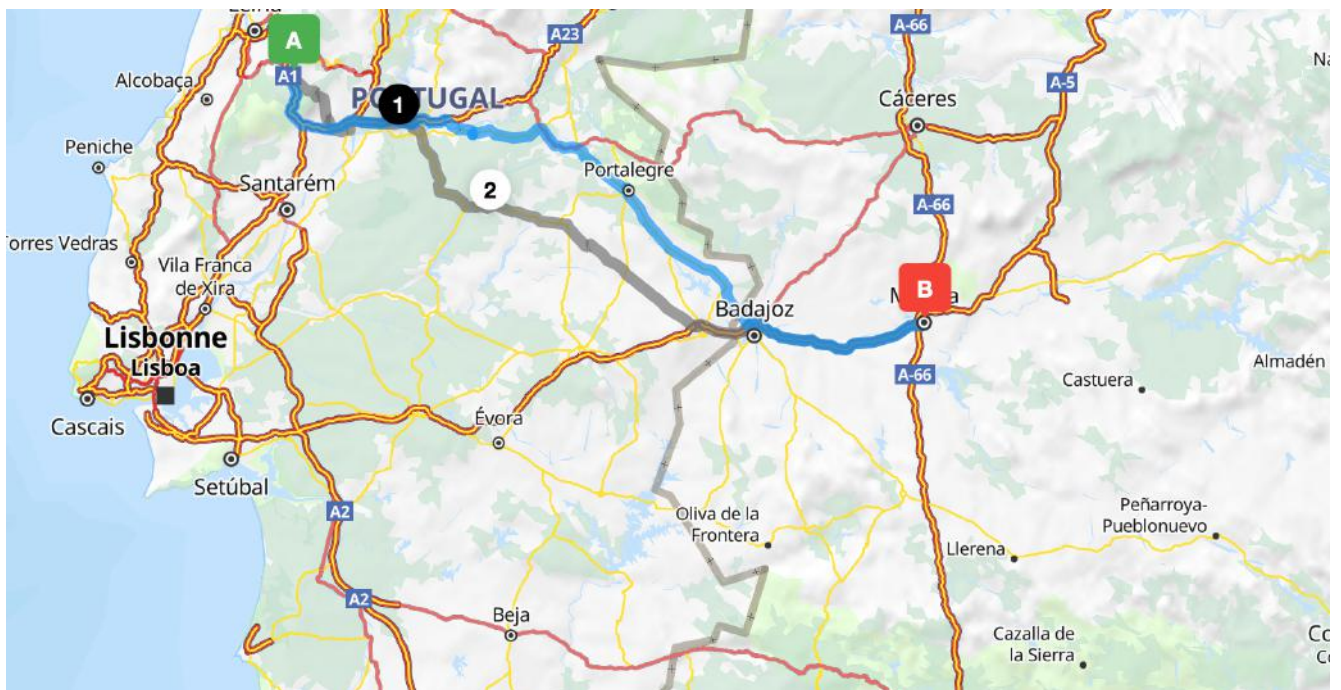 A-66
A
A23
Na
A1
Alcobaça
A-5
PORTUGAL
1
Cáceres
Peniche
Portalegre
Santarém
2
A-66
Torres Vedras
Vila Franca
de Xira
B
Badajoz
Lisbonne
Lisboa
Almadén
A-66
Castuera
Cascais
Évora
Setúbal
A2
Oliva de la
Frontera
Peñarroya-
Pueblonuevo
Llerena
A2
Beja
Cazalla de
la Sierra
Co